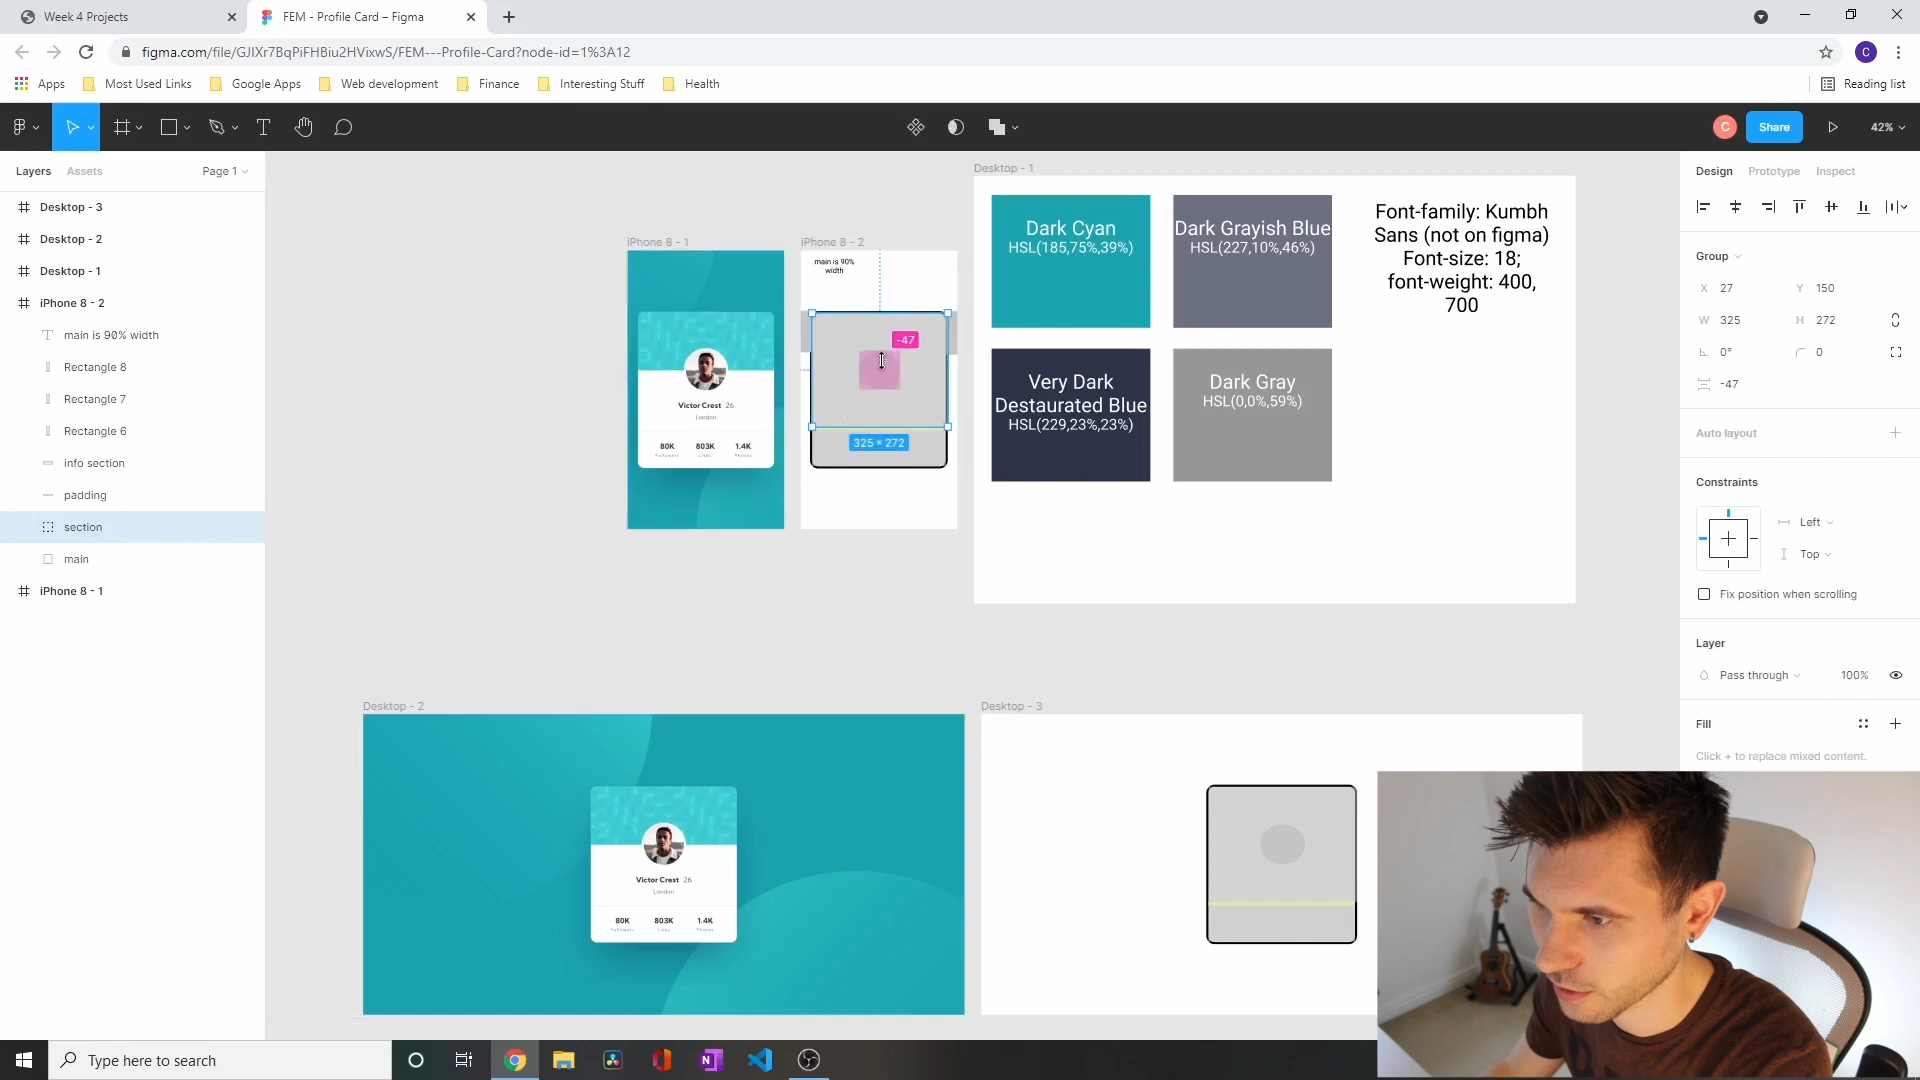 Week 4 Projects
FEM - Profile Card – Figma
figma.com/file/GJIXr7BqPiFHBiu2HVixwS/FEM---Profile-Card?node-id=1%3A12
C
Apps
Most Used Links
Google Apps
Web development
Finance
Interesting Stuff
Health
Reading list
C
Share
42%
Layers
Assets
Page 1
Desktop - 3
Desktop - 2
Desktop - 1
iPhone 8 - 2
main is 90% width
Rectangle 8
Rectangle 7
Rectangle 6
info section
padding
section
main
iPhone 8 - 1
iPhone 8 - 1
Victor Crest 26
London
80K
803K
1.4K
Followers
Likes
Photos
iPhone 8 - 2
main is 90%
width
-47
325 × 272
Desktop - 1
Dark Cyan
HSL(185,75%,39%)
Dark Grayish Blue
HSL(227,10%,46%)
Font-family: Kumbh
Sans (not on figma)
Font-size: 18;
font-weight: 400,
700
Very Dark
Destaurated Blue
HSL(229,23%,23%)
Dark Gray
HSL(0,0%,59%)
Desktop - 2
Victor Crest 26
London
80K
803K
1.4K
Followers
Likes
Photos
Desktop - 3
Design
Prototype
Inspect
Group
X 27
Y 150
W 325
H 272
0°
0
-47
Auto layout
Constraints
Left
Top
Fix position when scrolling
Layer
Pass through
100%
Fill
Click + to replace mixed content.
Type here to search